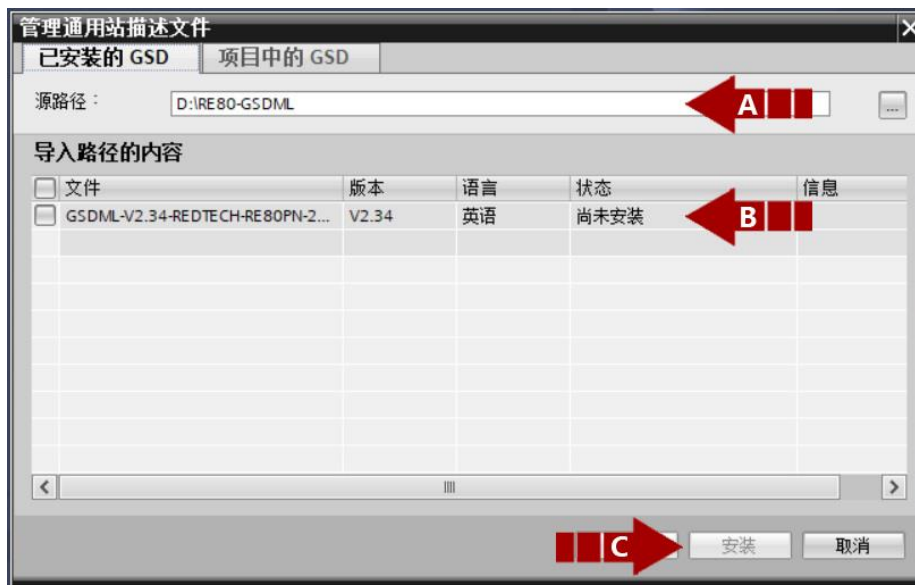 管理通用站描述文件
已安装的 GSD 项目中的 GSD
源路径： D:\RE80-GSDML A ...
导入路径的内容
文件 版本 语言 状态 信息
GSDML-V2.34-REDTECH-RE80PN-2... V2.34 英语 尚未安装 B
C 安装 取消